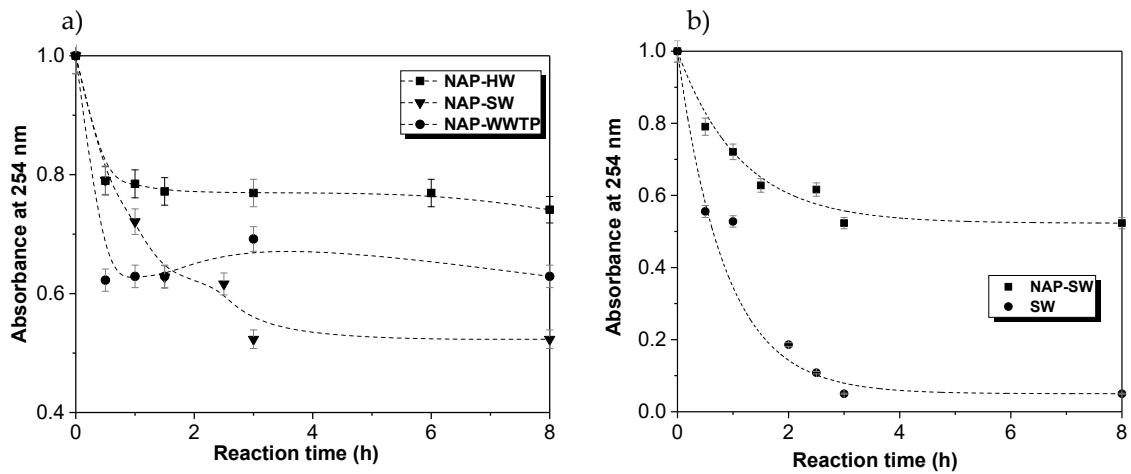 a)
1.0
0.8
0.6
0.4
Absorbance at 254 nm
NAP-HW
NAP-SW
NAP-WWTP
0 2 4 6 8
Reaction time (h)
b)
1.0
0.8
0.6
0.4
0.2
0.0
Absorbance at 254 nm
NAP-SW
SW
0 2 4 6 8
Reaction time (h)